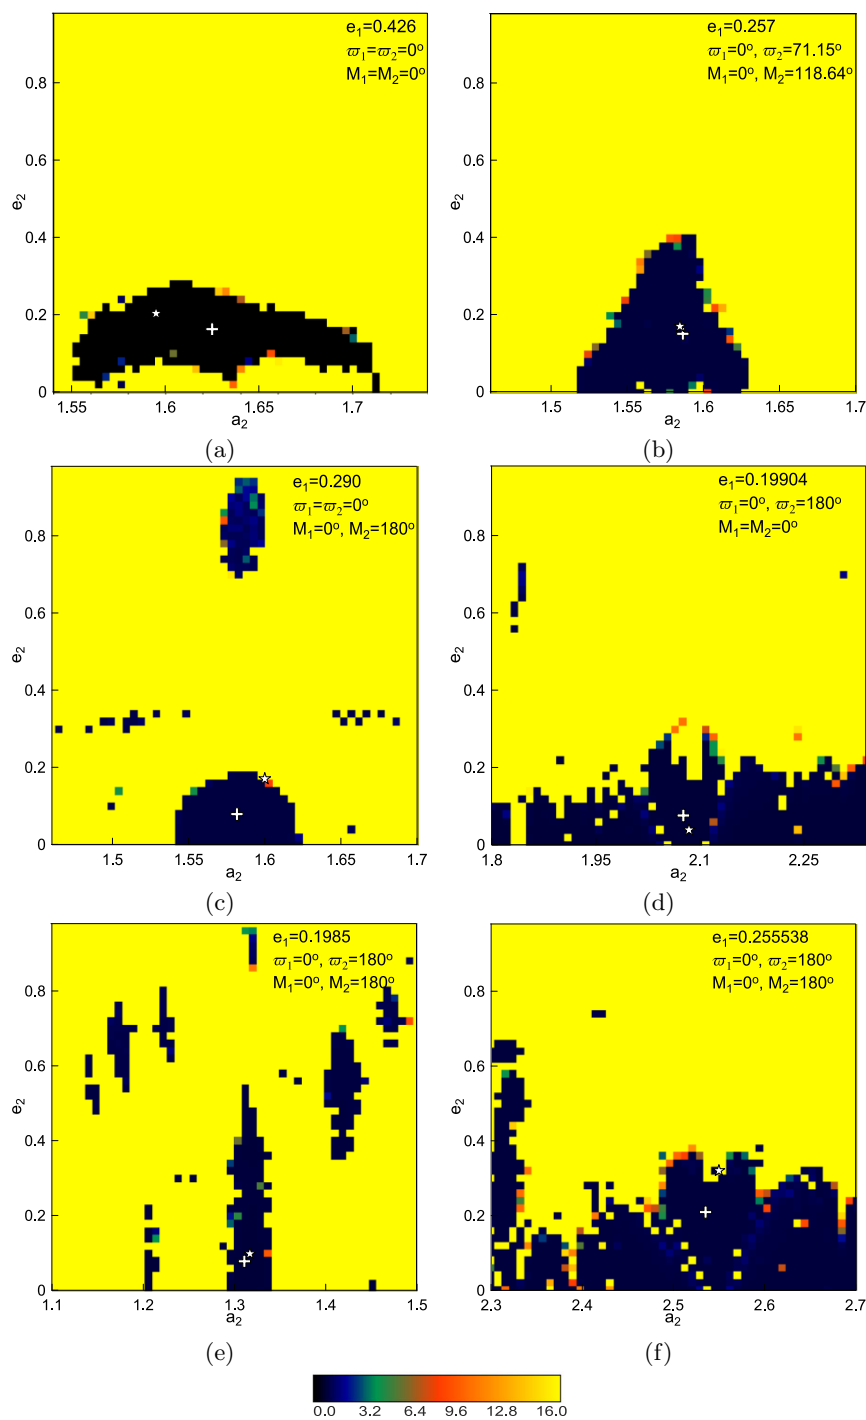 e₁=0.426
ϖ₁=ϖ₂=0º
M₁=M₂=0º
e₂
0.8
0.6
0.4
0.2
0
1.55 1.6 1.65 1.7
a₂
(a)
e₁=0.257
ϖ₁=0º, ϖ₂=71.15º
M₁=0º, M₂=118.64º
e₂
0.8
0.6
0.4
0.2
0
1.5 1.55 1.6 1.65 1.7
a₂
(b)
e₁=0.290
ϖ₁=ϖ₂=0º
M₁=0º, M₂=180º
e₂
0.8
0.6
0.4
0.2
0
1.5 1.55 1.6 1.65 1.7
a₂
(c)
e₁=0.19904
ϖ₁=0º, ϖ₂=180º
M₁=M₂=0º
e₂
0.8
0.6
0.4
0.2
0
1.8 1.95 2.1 2.25
a₂
(d)
e₁=0.1985
ϖ₁=0º, ϖ₂=180º
M₁=0º, M₂=180º
e₂
0.8
0.6
0.4
0.2
0
1.1 1.2 1.3 1.4 1.5
a₂
(e)
e₁=0.255538
ϖ₁=0º, ϖ₂=180º
M₁=0º, M₂=180º
e₂
0.8
0.6
0.4
0.2
0
2.3 2.4 2.5 2.6 2.7
a₂
(f)
0.0 3.2 6.4 9.6 12.8 16.0